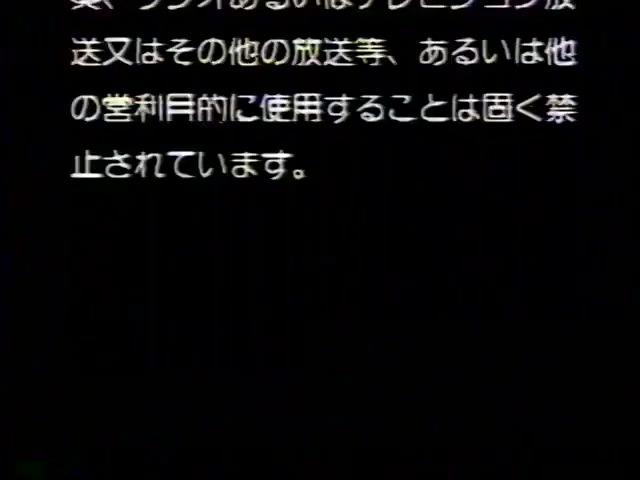 ラジオあるいはテレビジョン放
送又はその他の放送等、あるいは他
の営利目的に使用することは固く禁
止されています。